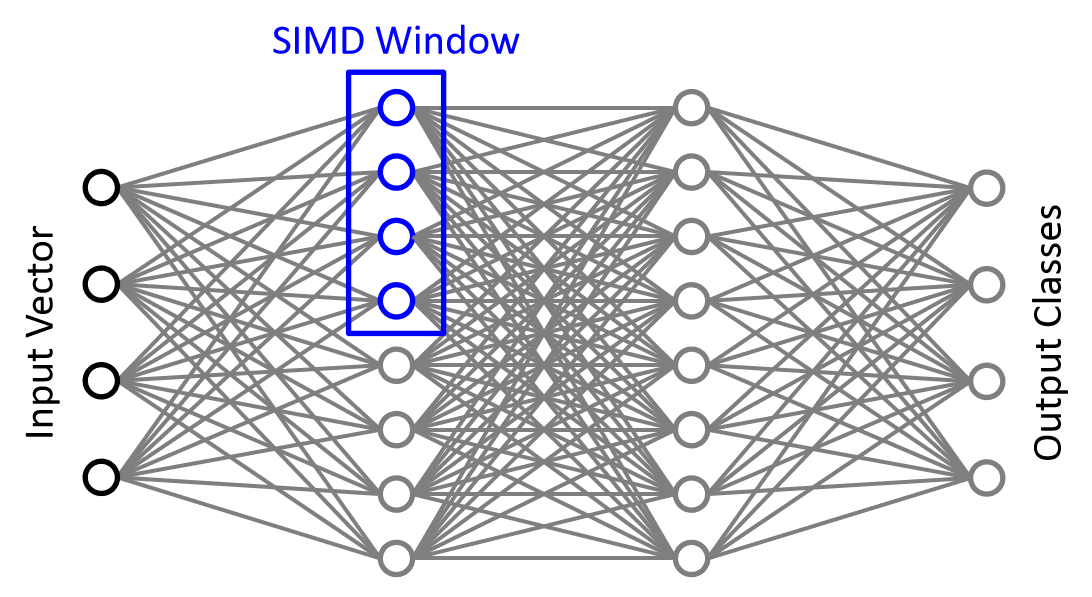 SIMD Window
Input Vector
Output Classes